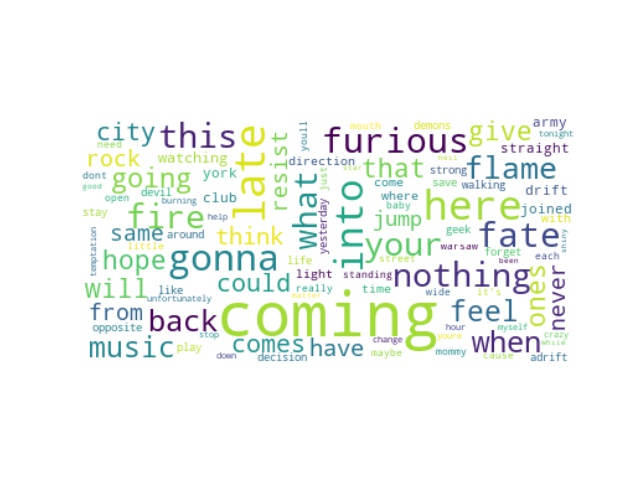 city
this
late
youll
mouth
furious
demons
give
army
tonight
straight
need
rock
watching
resist
direction
that
strong
neil
flame
dont
going
york
what
just
star
into
come
save
walking
drift
good
open
devil
burning
club
where
baby
here
joined
with
stay
fire
help
yesterday
jump
geek
fate
shiny
temptation
same
around
think
your
warsaw
forget
each
little
hope
gonna
life
street
been
nothing
ones
never
will
like
could
light
standing
really
time
wide
it's
unfortunately
matter
from
back
coming
feel
opposite
stop
hour
myself
change
youre
when
crazy
while
music
play
comes
have
maybe
mommy
cause
down
decision
adrift